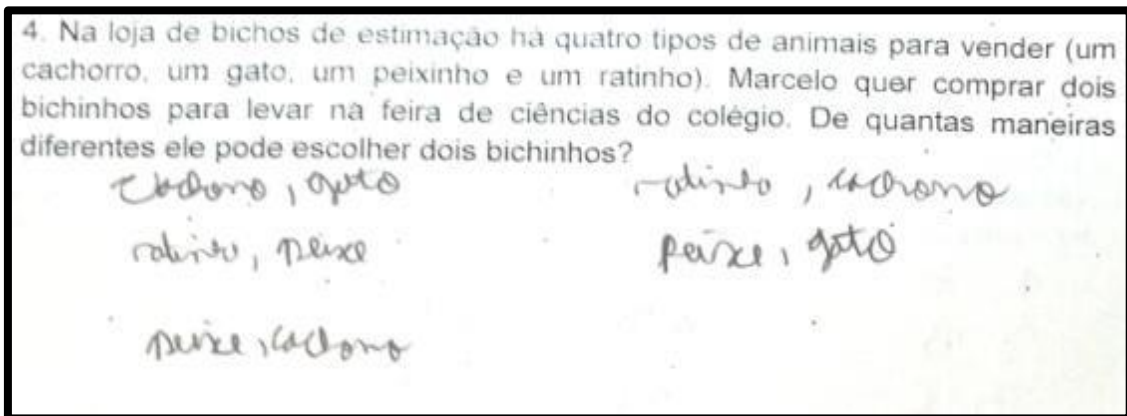 4. Na loja de bichos de estimação há quatro tipos de animais para vender (um
cachorro, um gato, um peixinho e um ratinho). Marcelo quer comprar dois
bichinhos para levar na feira de ciências do colégio. De quantas maneiras
diferentes ele pode escolher dois bichinhos?
cachorro, gato
ratinho, cachorro
ratinho, peixe
peixe, gato
peixe, cachorro